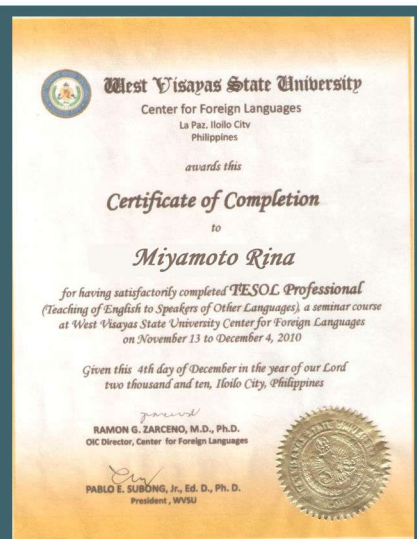 West Visayas State University
Center for Foreign Languages
La Paz, Iloilo City
Philippines
awards this
Certificate of Completion
to
Miyamoto Rina
for having satisfactorily completed TESOL Professional
(Teaching of English to Speakers of Other Languages), a seminar course
at West Visayas State University Center for Foreign Languages
on November 13 to December 4, 2010
Given this 4th day of December in the year of our Lord
two thousand and ten, Iloilo City, Philippines
RAMON G. ZARCENO, M.D., Ph.D.
OIC Director, Center for Foreign Languages
PABLO E. SUBONG, Jr., Ed. D., Ph. D.
President , WVSU